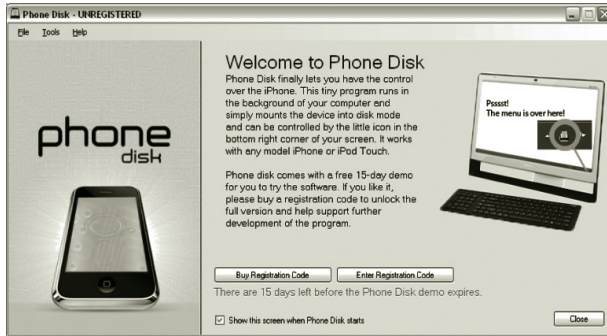 Phone Disk - UNREGISTERED
File Tools Help
phone
disk
Welcome to Phone Disk
Phone Disk finally lets you have the control
over the iPhone. This tiny program runs in
the background of your computer and
simply mounts the device into disk mode
and can be controlled by the little icon in the
bottom right corner of your screen. It works
with any model iPhone or iPod Touch.
Phone disk comes with a free 15-day demo
for you to try the software. If you like it,
please buy a registration code to unlock the
full version and help support further
development of the program.
Psssst!
The menu is over here!
Buy Registration Code Enter Registration Code
There are 15 days left before the Phone Disk demo expires.
Show this screen when Phone Disk starts
Close